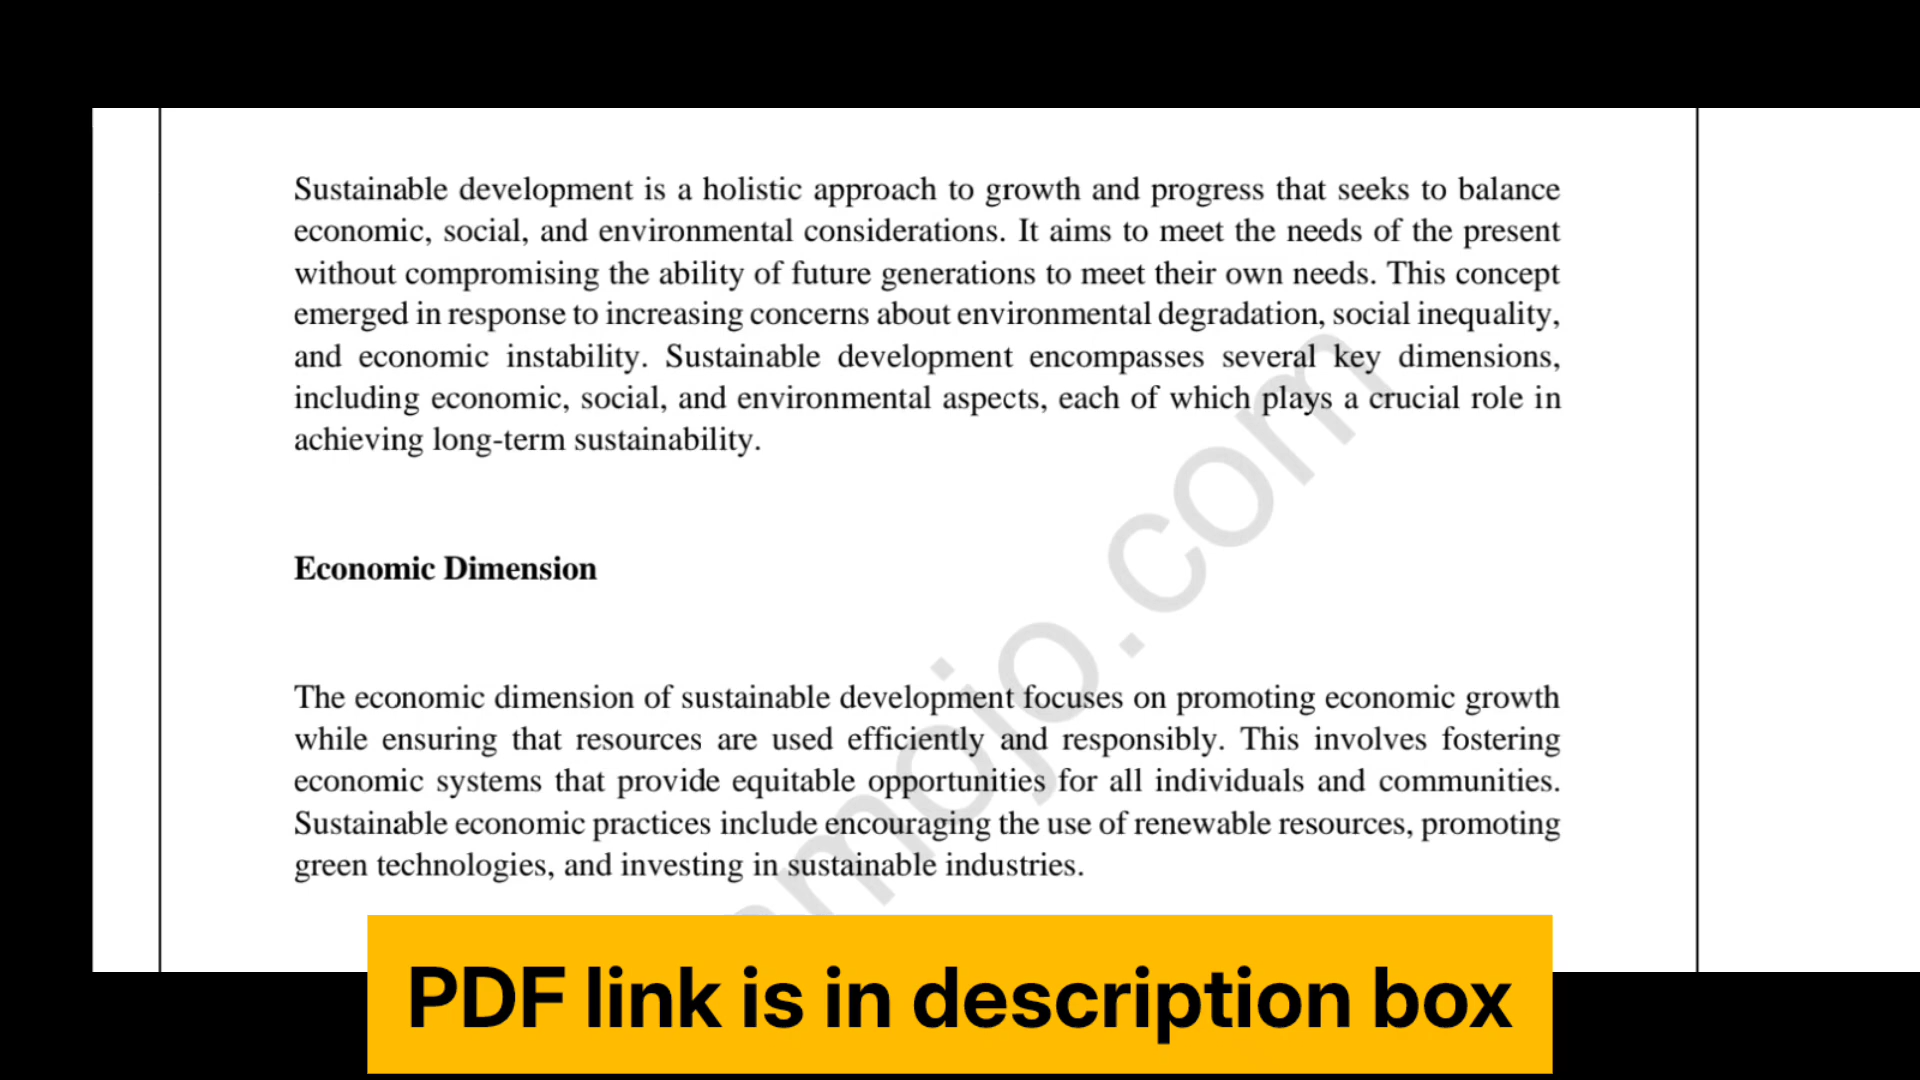 Sustainable development is a holistic approach to growth and progress that seeks to balance
economic, social, and environmental considerations. It aims to meet the needs of the present
without compromising the ability of future generations to meet their own needs. This concept
emerged in response to increasing concerns about environmental degradation, social inequality,
and economic instability. Sustainable development encompasses several key dimensions,
including economic, social, and environmental aspects, each of which plays a crucial role in
achieving long-term sustainability.
Economic Dimension
The economic dimension of sustainable development focuses on promoting economic growth
while ensuring that resources are used efficiently and responsibly. This involves fostering
economic systems that provide equitable opportunities for all individuals and communities.
Sustainable economic practices include encouraging the use of renewable resources, promoting
green technologies, and investing in sustainable industries.
PDF link is in description box